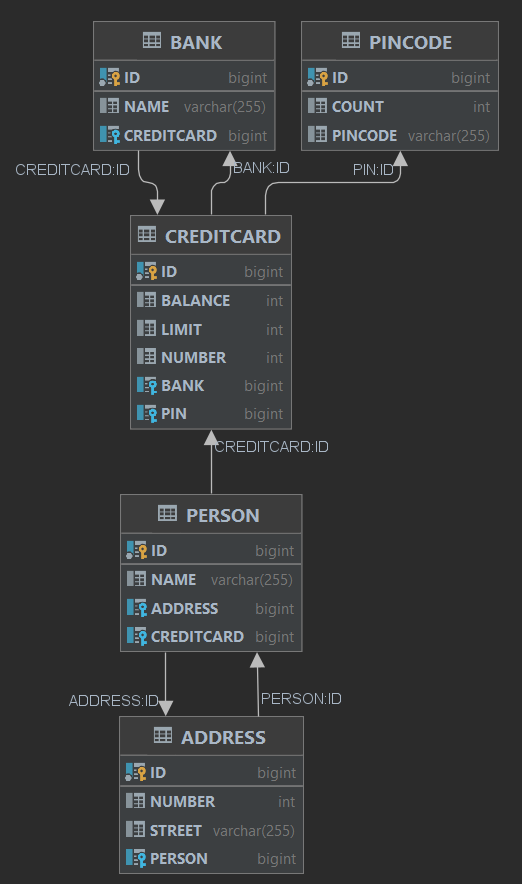 BANK
ID bigint
NAME varchar(255)
CREDITCARD bigint
PINCODE
ID bigint
COUNT int
PINCODE varchar(255)
CREDITCARD:ID
BANK:ID
PIN:ID
CREDITCARD
ID bigint
BALANCE int
LIMIT int
NUMBER int
BANK bigint
PIN bigint
CREDITCARD:ID
PERSON
ID bigint
NAME varchar(255)
ADDRESS bigint
CREDITCARD bigint
ADDRESS:ID
PERSON:ID
ADDRESS
ID bigint
NUMBER int
STREET varchar(255)
PERSON bigint